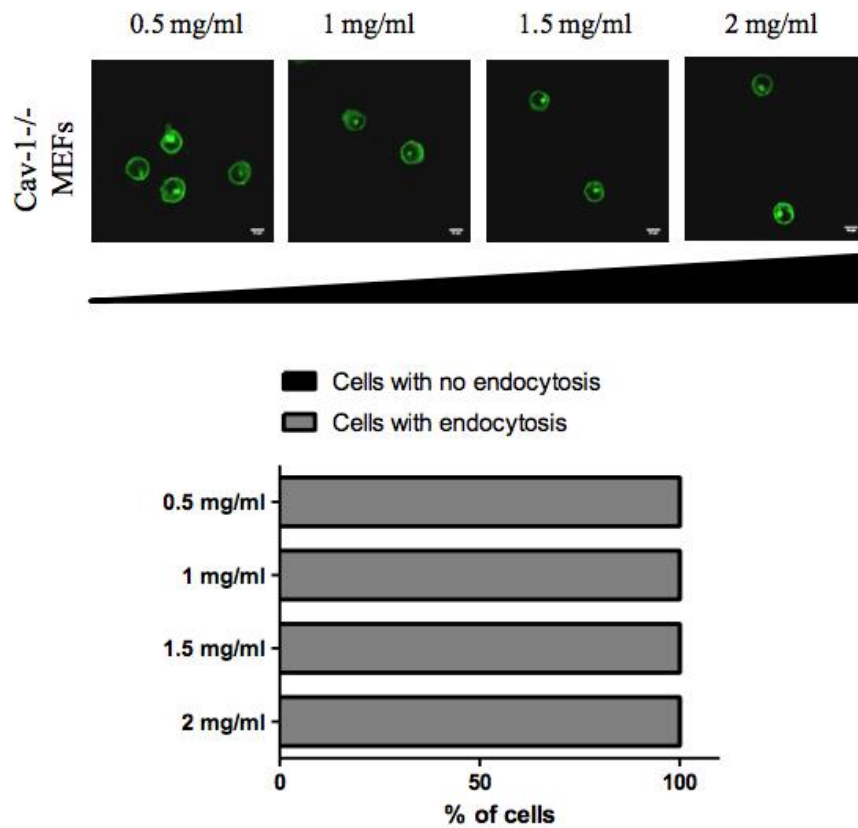 0.5 mg/ml 1 mg/ml 1.5 mg/ml 2 mg/ml
Cav-1-/-
MEFs
Cells with no endocytosis
Cells with endocytosis
0.5 mg/ml
1 mg/ml
1.5 mg/ml
2 mg/ml
0 50 100
% of cells